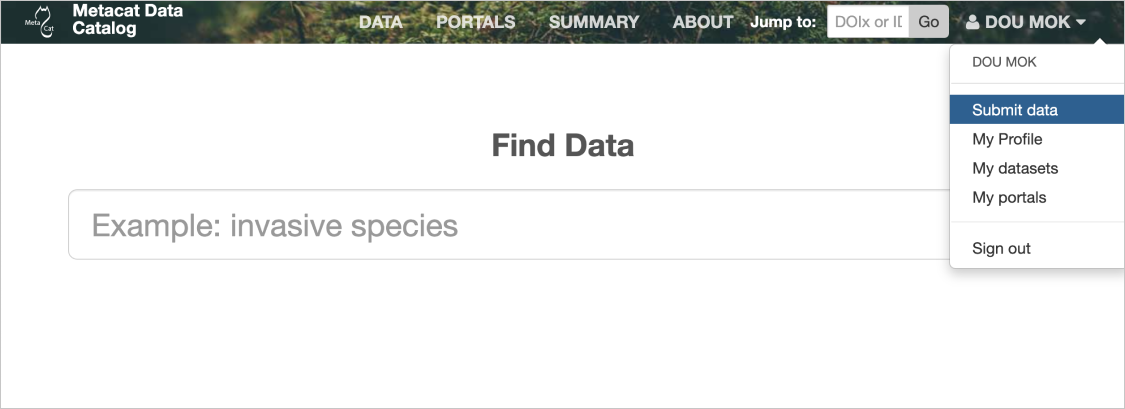 Meta
Cat
Metacat Data
Catalog
DATA
PORTALS
SUMMARY
ABOUT
Jump to:
DOIx or ID
Go
DOU MOK
DOU MOK
Submit data
My Profile
My datasets
My portals
Sign out
Find Data
Example: invasive species